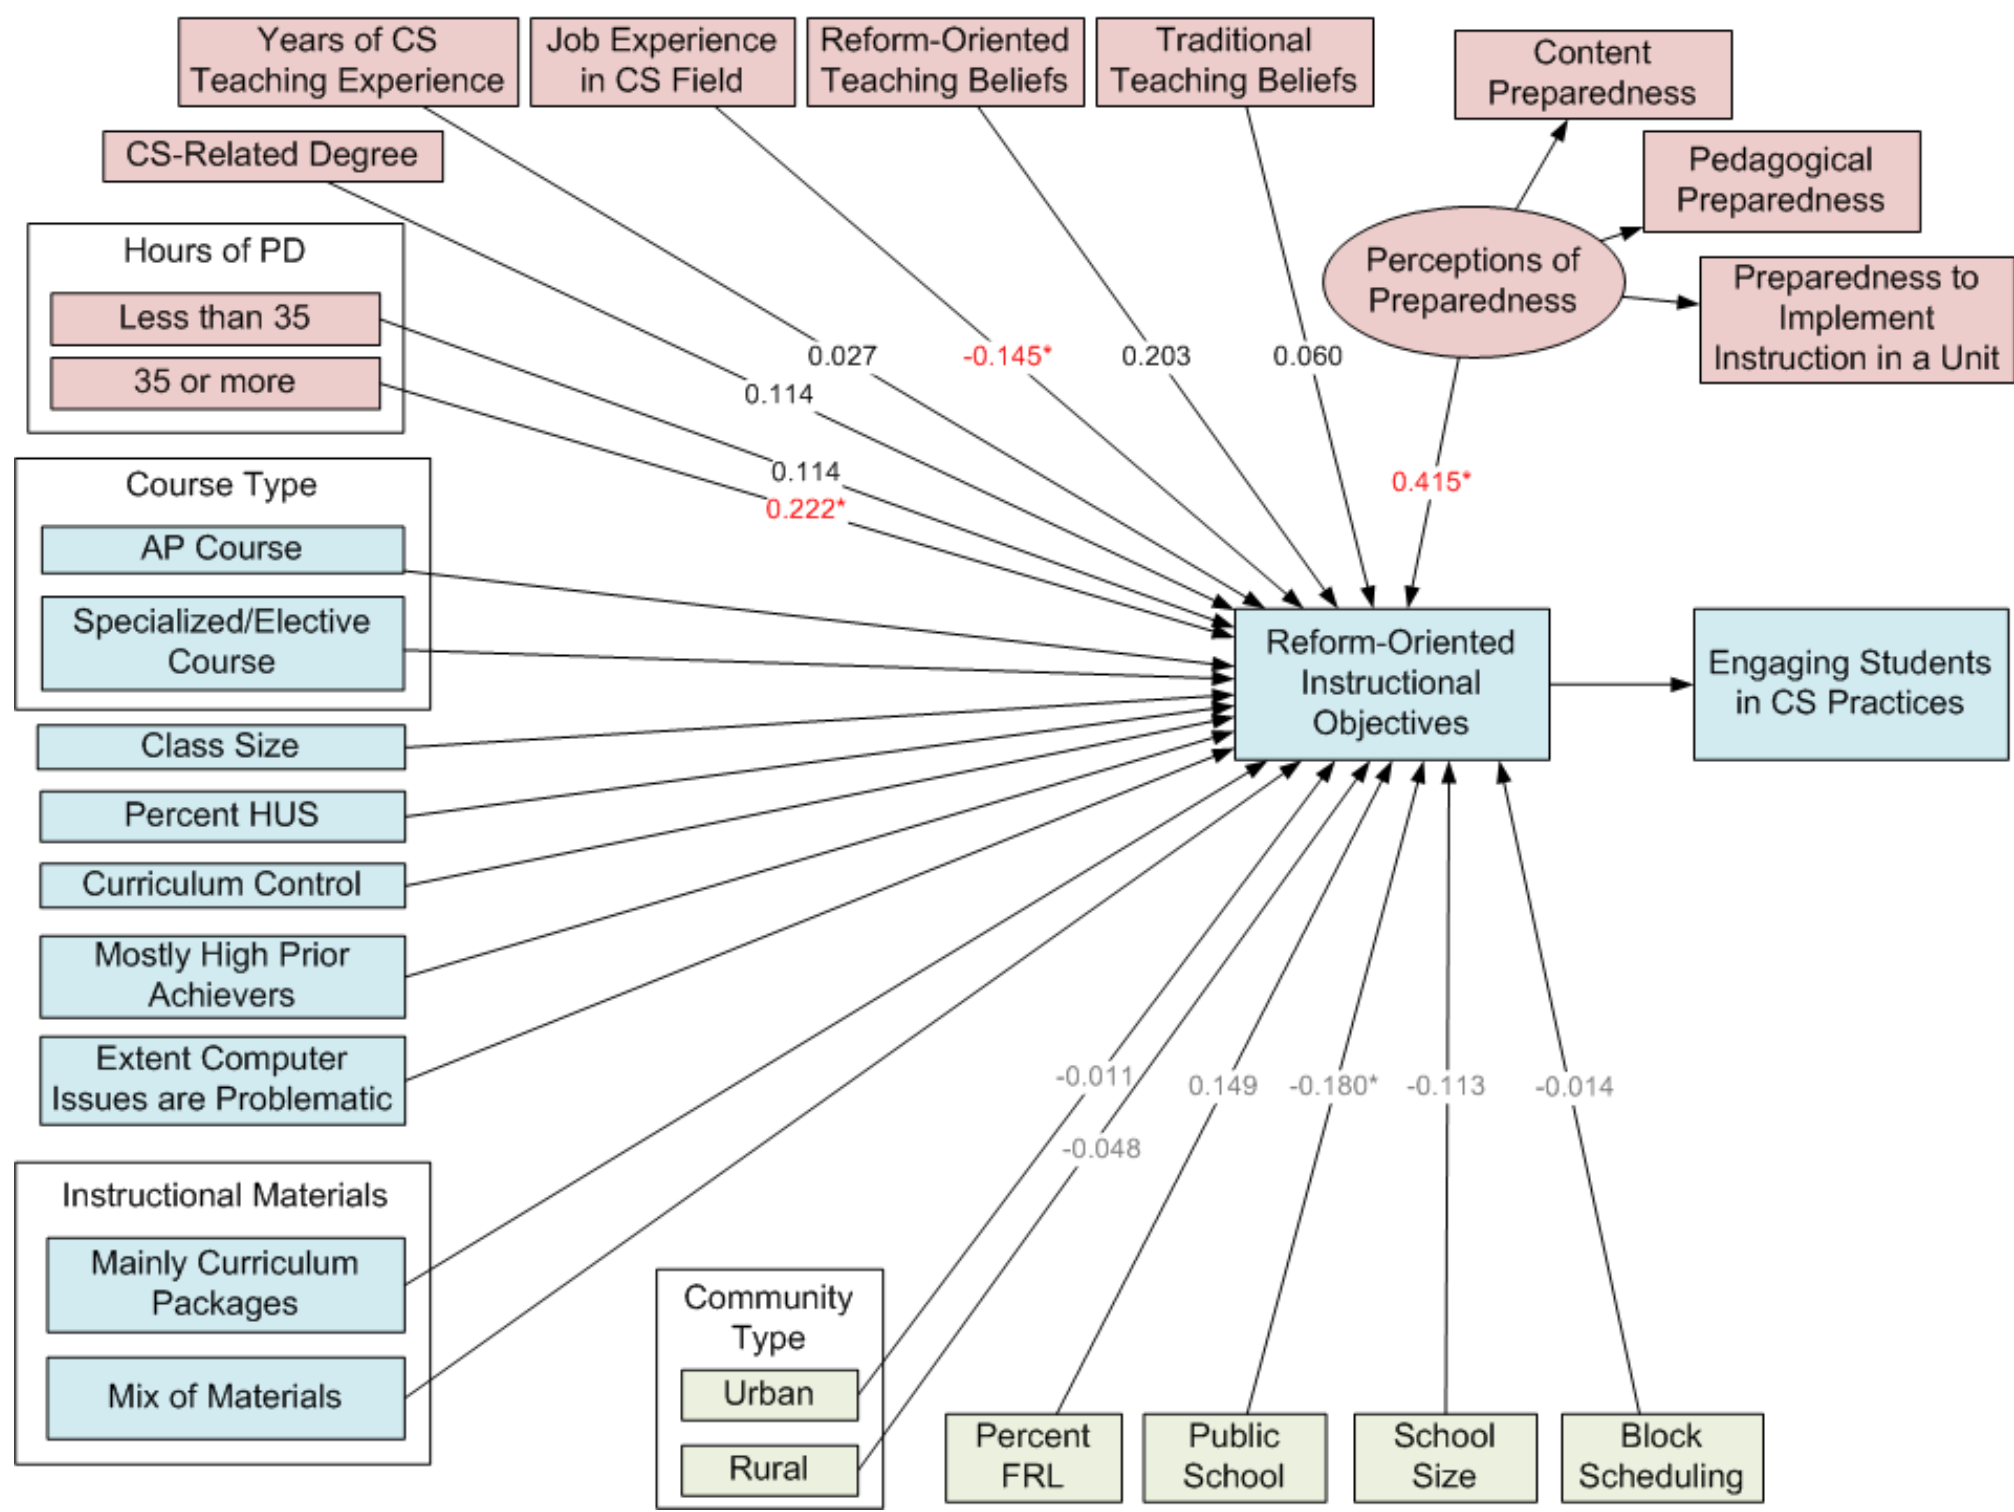 Years of CS
Teaching Experience
Job Experience
in CS Field
Reform-Oriented
Teaching Beliefs
Traditional
Teaching Beliefs
Content
Preparedness
CS-Related Degree
Pedagogical
Preparedness
Hours of PD
Less than 35
35 or more
Perceptions of
Preparedness
Preparedness to
Implement
Instruction in a Unit
0.027
-0.145*
0.203
0.060
0.114
0.114
0.222*
0.415*
Course Type
AP Course
Specialized/Elective
Course
Reform-Oriented
Instructional
Objectives
Engaging Students
in CS Practices
Class Size
Percent HUS
Curriculum Control
Mostly High Prior
Achievers
Extent Computer
Issues are Problematic
-0.011
0.149
-0.180*
-0.113
-0.014
-0.048
Instructional Materials
Mainly Curriculum
Packages
Mix of Materials
Community
Type
Urban
Rural
Percent
FRL
Public
School
School
Size
Block
Scheduling